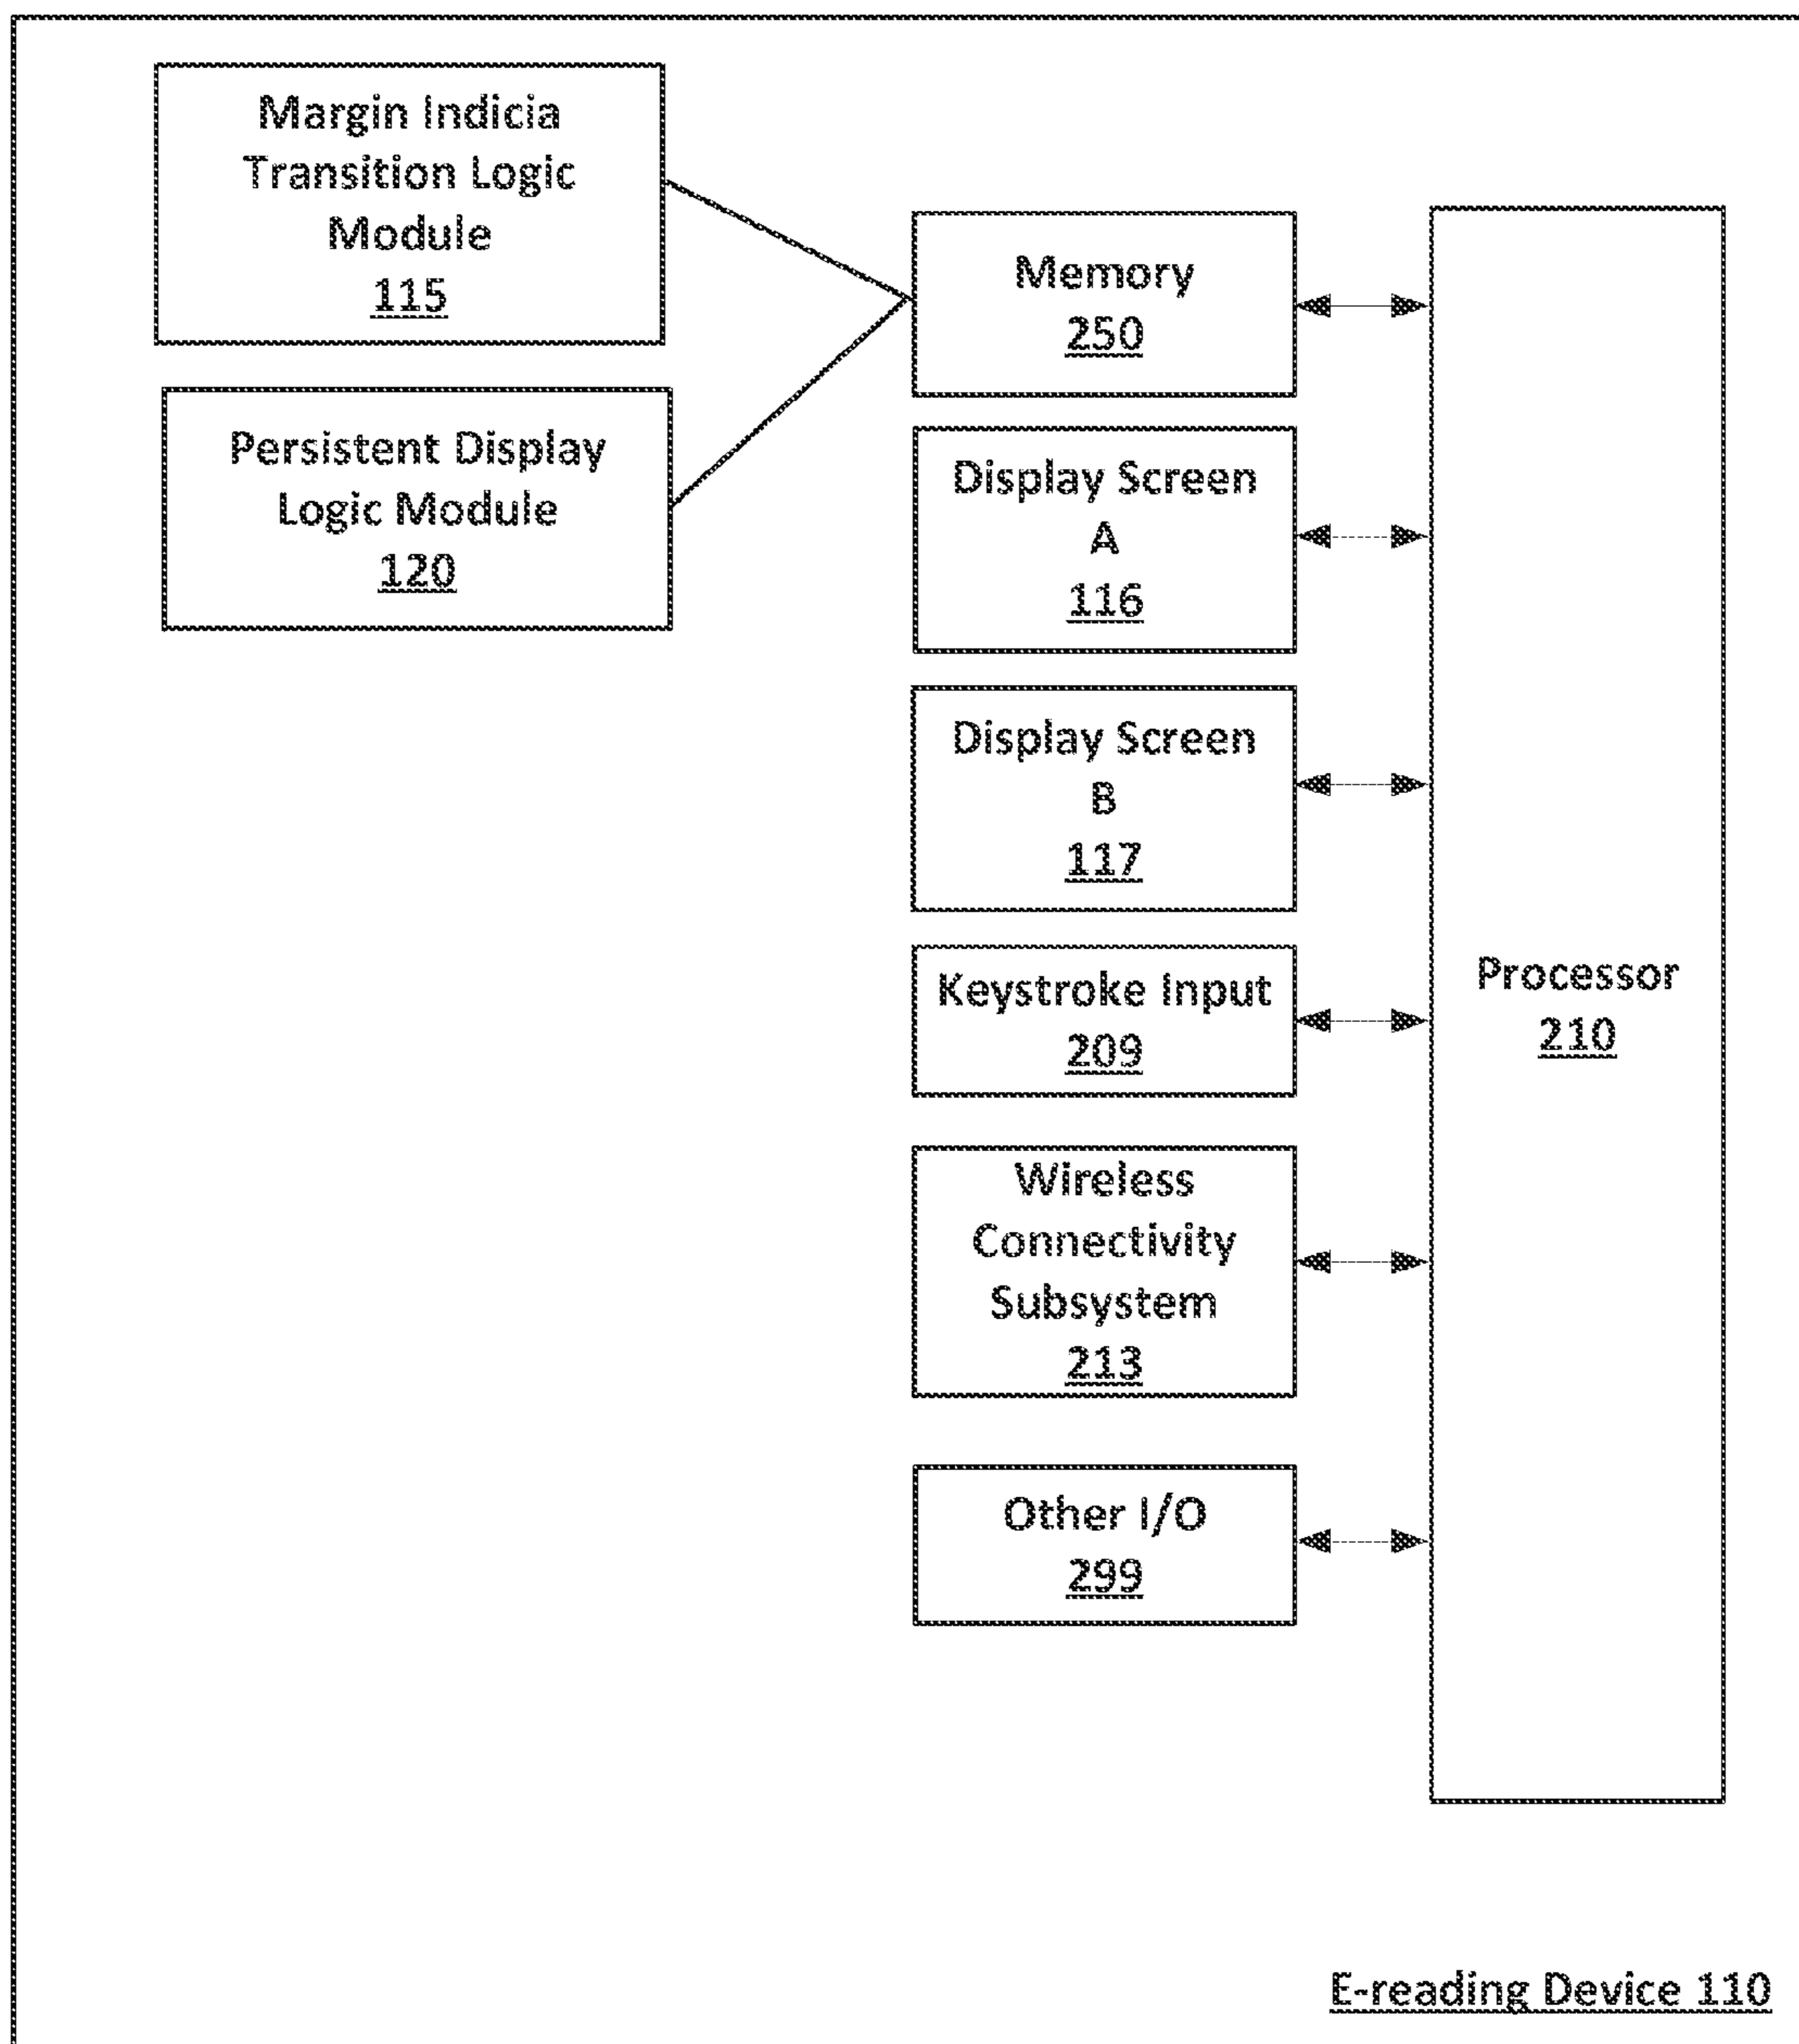 Margin Indicia
Transition Logic
Module
115
Persistent Display
Logic Module
120
Memory
250
Display Screen
A
116
Display Screen
B
117
Keystroke Input
209
Wireless
Connectivity
Subsystem
213
Other I/O
299
Processor
210
E-reading Device 110